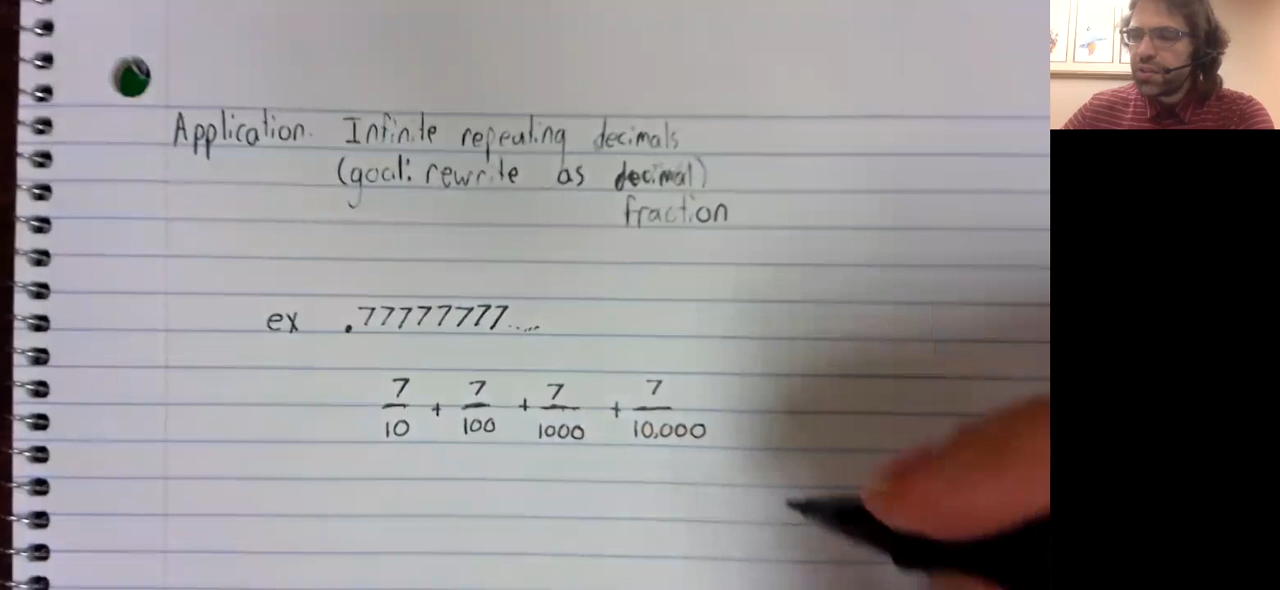 Application. Infinite repeating decimals
(goal: rewrite as decimal)
fraction
ex .77777777.....
7/10 + 7/100 + 7/1000 + 7/10,000